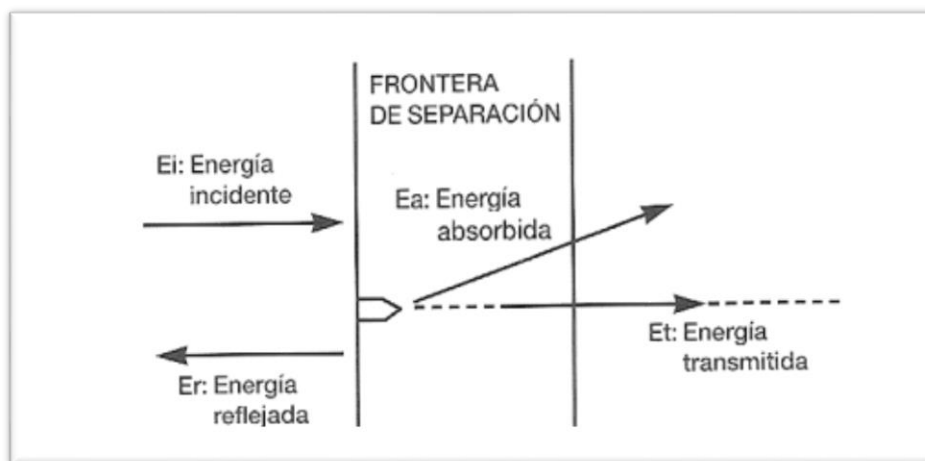 FRONTERA
DE SEPARACIÓN
Ei: Energía
incidente
Ea: Energía
absorbida
Et: Energía
transmitida
Er: Energía
reflejada